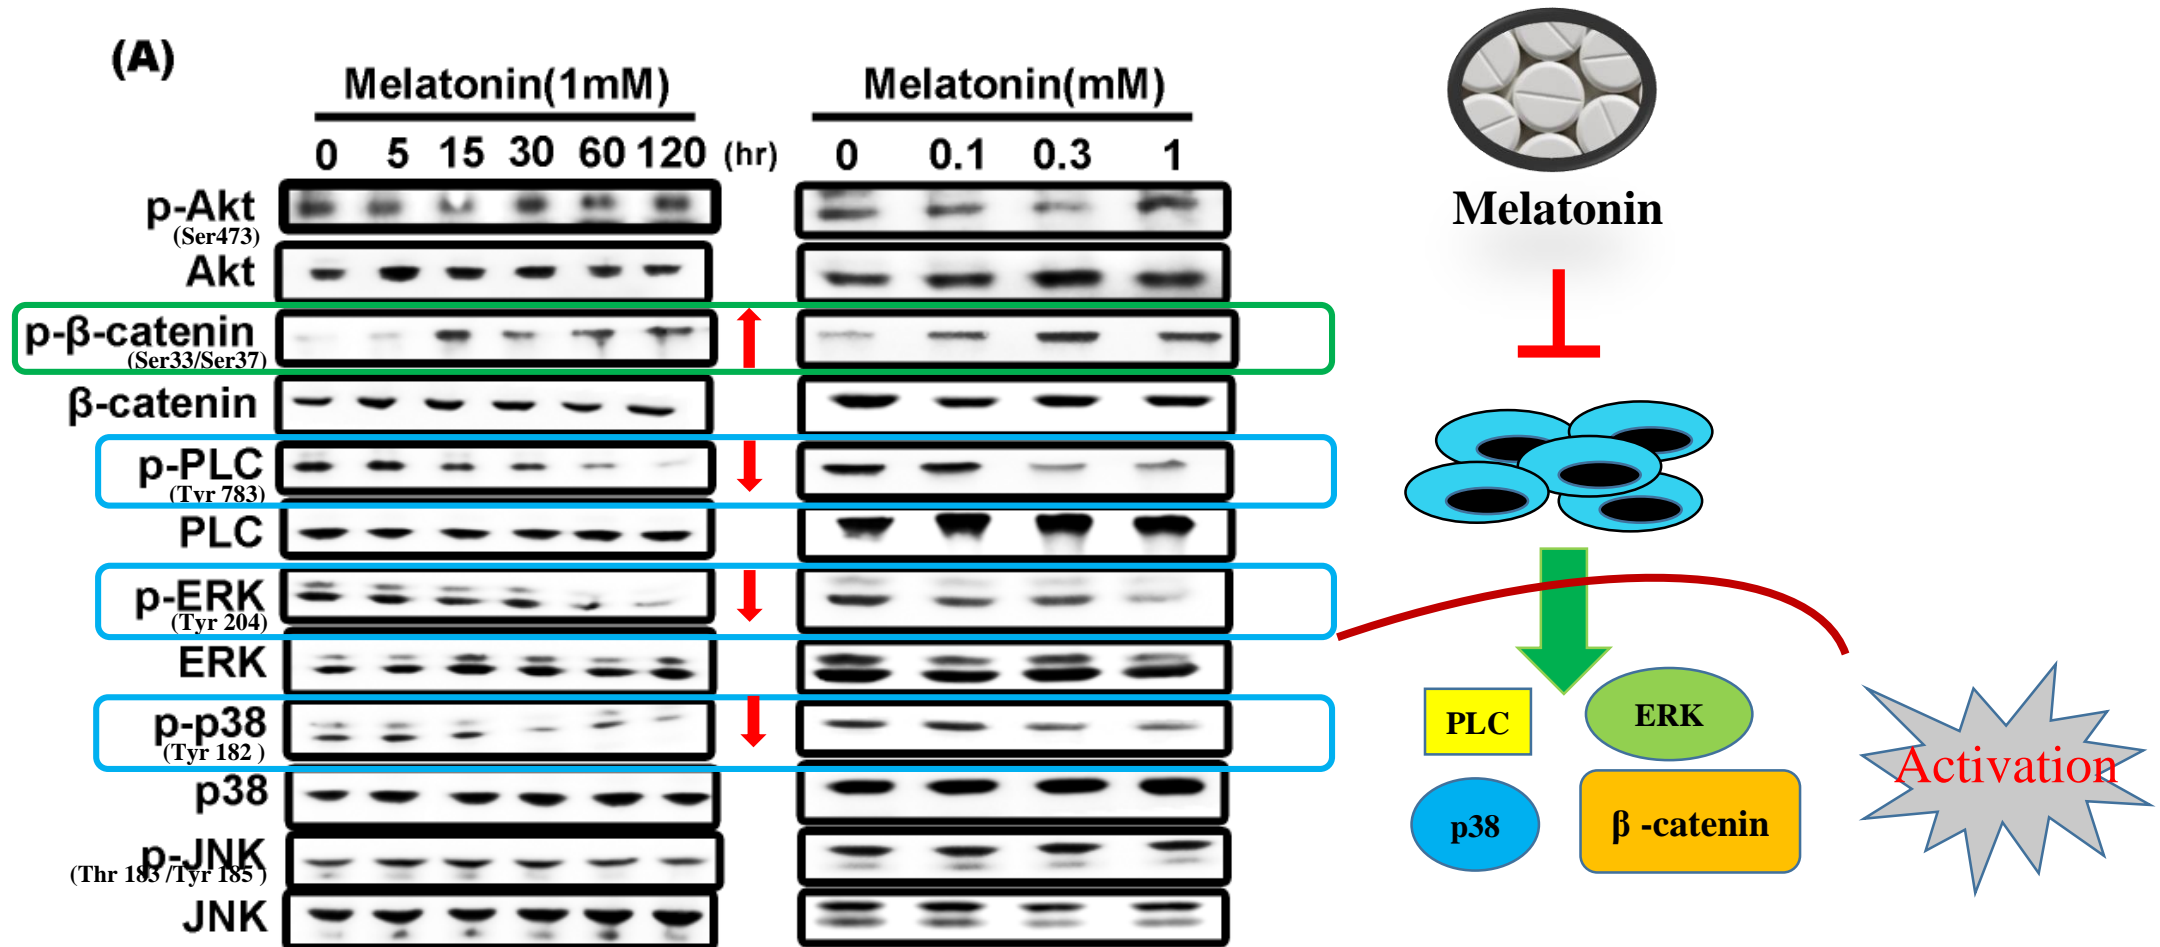 (A)
Melatonin(1mM)
Melatonin(mM)
0 5 15 30 60 120 (hr)
0 0.1 0.3 1
p-Akt
(Ser473)
Akt
p-β-catenin
(Ser33/Ser37)
β-catenin
p-PLC
(Tyr 783)
PLC
p-ERK
(Tyr 204)
ERK
p-p38
(Tyr 182 )
p38
p-JNK
(Thr 183 /Tyr 185 )
JNK
Melatonin
PLC
ERK
p38
β -catenin
Activation